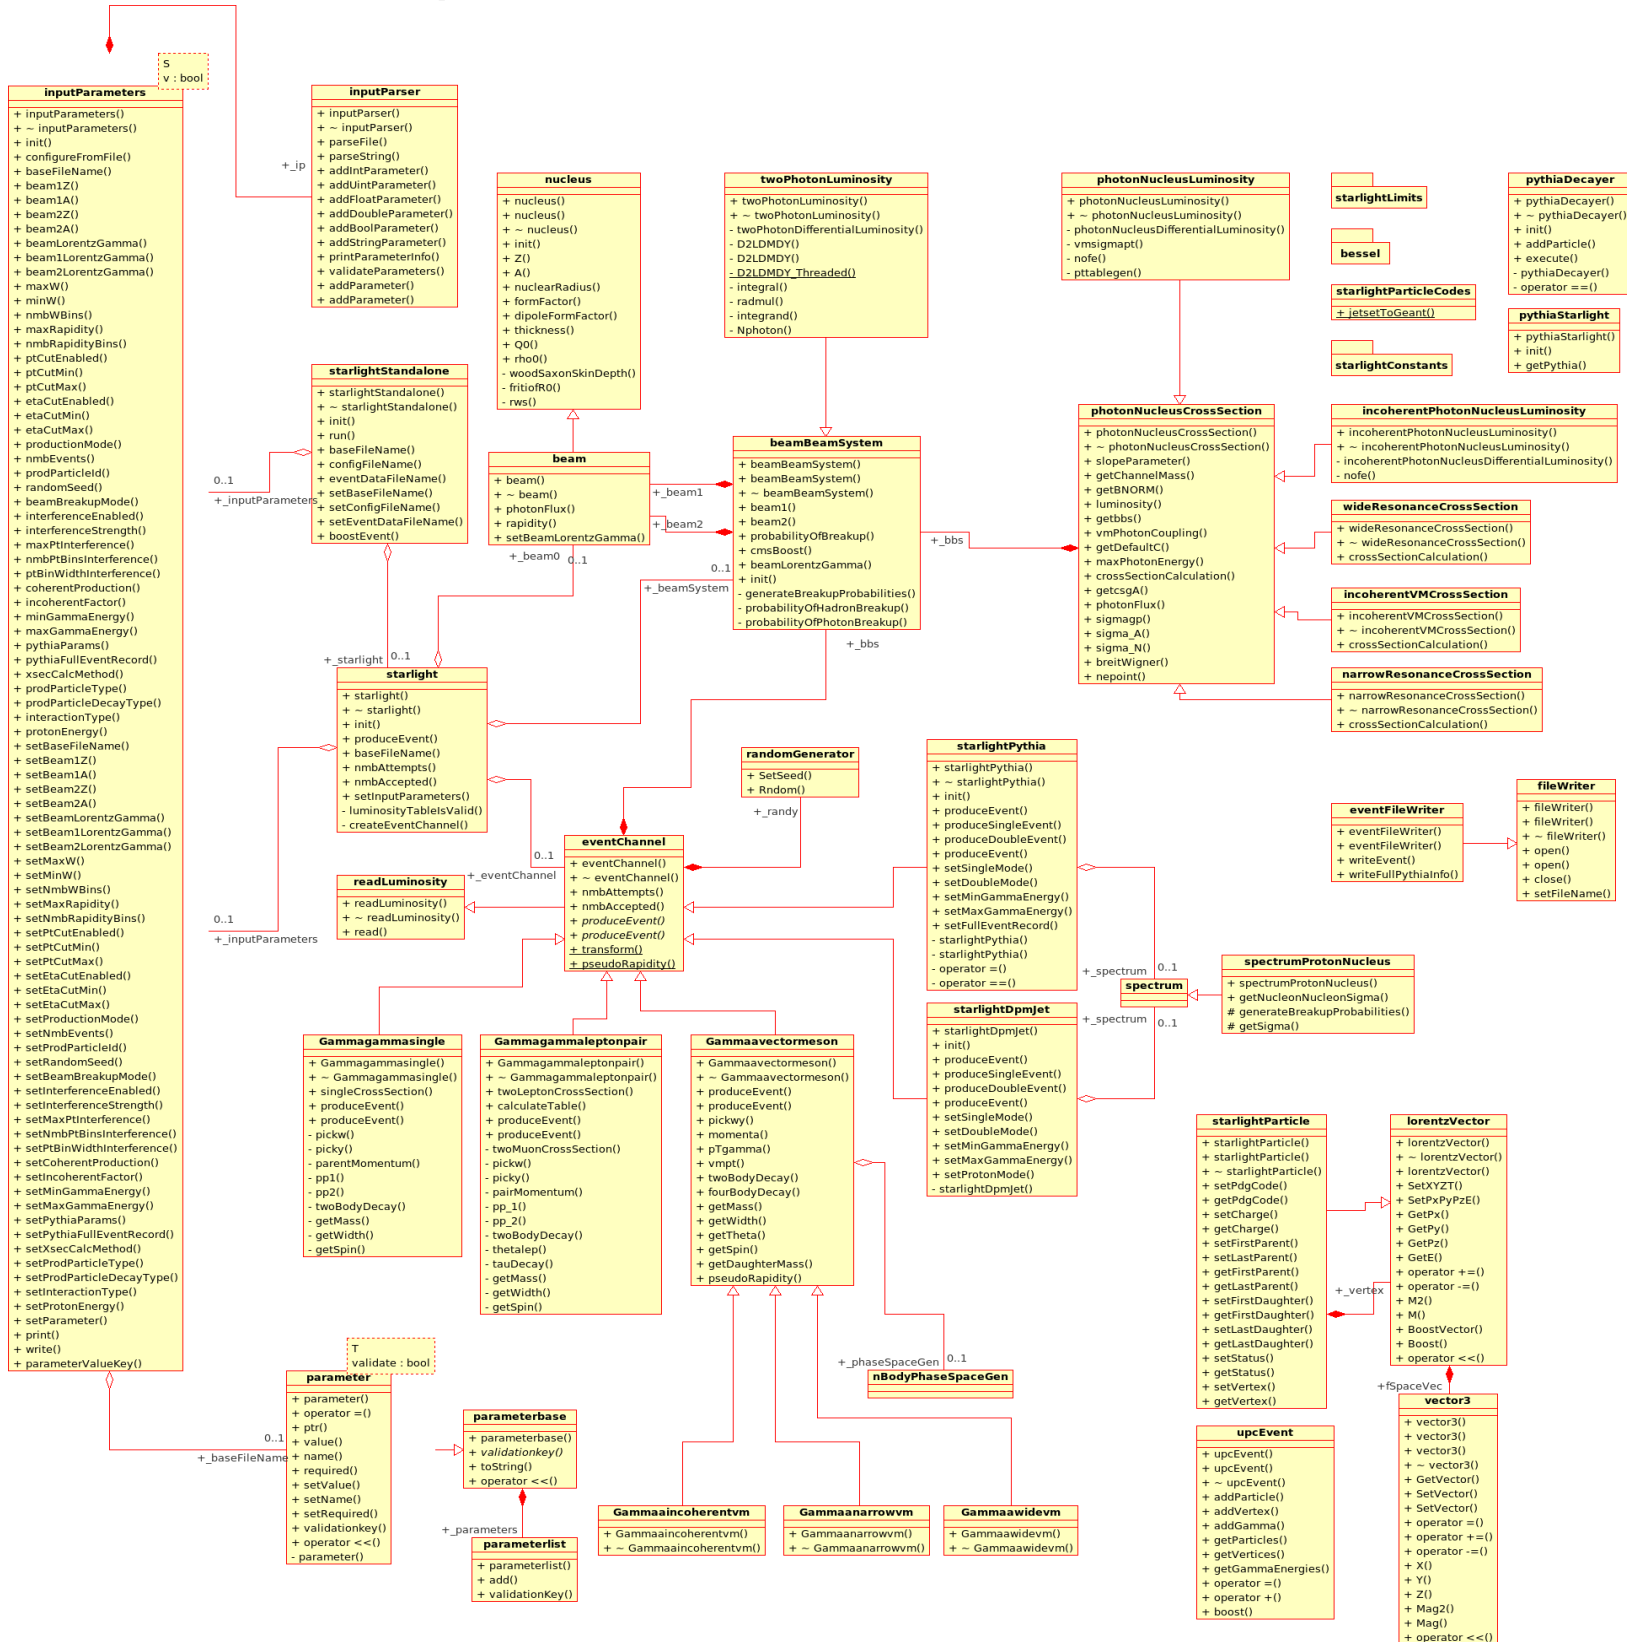 S
v : bool
inputParameters
+ inputParameters()
+ ~ inputParameters()
+ init()
+ configureFromFile()
+ baseFileName()
+ beam1Z()
+ beam1A()
+ beam2Z()
+ beam2A()
+ beamLorentzGamma()
+ beam1LorentzGamma()
+ beam2LorentzGamma()
+ maxW()
+ minW()
+ nmbWBins()
+ maxRapidity()
+ nmbRapidityBins()
+ ptCutEnabled()
+ ptCutMin()
+ ptCutMax()
+ etaCutEnabled()
+ etaCutMin()
+ etaCutMax()
+ productionMode()
+ nmbEvents()
+ prodParticleId()
+ randomSeed()
+ beamBreakupMode()
+ interferenceEnabled()
+ interferenceStrength()
+ maxPtInterference()
+ nmbPtBinsInterference()
+ ptBinWidthInterference()
+ coherentProduction()
+ incoherentFactor()
+ minGammaEnergy()
+ maxGammaEnergy()
+ pythiaParams()
+ pythiaFullEventRecord()
+ xsecCalcMethod()
+ prodParticleType()
+ prodParticleDecayType()
+ interactionType()
+ protonEnergy()
+ setBaseFileName()
+ setBeam1Z()
+ setBeam1A()
+ setBeam2Z()
+ setBeam2A()
+ setBeamLorentzGamma()
+ setBeam1LorentzGamma()
+ setBeam2LorentzGamma()
+ setMaxW()
+ setMinW()
+ setNmbWBins()
+ setMaxRapidity()
+ setNmbRapidityBins()
+ setPtCutEnabled()
+ setPtCutMin()
+ setPtCutMax()
+ setEtaCutEnabled()
+ setEtaCutMin()
+ setEtaCutMax()
+ setProductionMode()
+ setNmbEvents()
+ setProdParticleId()
+ setRandomSeed()
+ setBeamBreakupMode()
+ setInterferenceEnabled()
+ setInterferenceStrength()
+ setMaxPtInterference()
+ setNmbPtBinsInterference()
+ setPtBinWidthInterference()
+ setCoherentProduction()
+ setIncoherentFactor()
+ setMinGammaEnergy()
+ setMaxGammaEnergy()
+ setPythiaParams()
+ setPythiaFullEventRecord()
+ setXsecCalcMethod()
+ setProdParticleType()
+ setProdParticleDecayType()
+ setInteractionType()
+ setProtonEnergy()
+ setParameter()
+ print()
+ write()
+ parameterValueKey()
+_ip
inputParser
+ inputParser()
+ ~ inputParser()
+ parseFile()
+ parseString()
+ addIntParameter()
+ addUintParameter()
+ addFloatParameter()
+ addDoubleParameter()
+ addBoolParameter()
+ addStringParameter()
+ printParameterInfo()
+ validateParameters()
+ addParameter()
+ addParameter()
starlightStandalone
+ starlightStandalone()
+ ~ starlightStandalone()
+ init()
+ run()
+ baseFileName()
+ configFileName()
+ eventDataFileName()
+ setBaseFileName()
+ setConfigFileName()
+ setEventDataFileName()
+ boostEvent()
0..1
+_inputParameters
nucleus
+ nucleus()
+ nucleus()
+ ~ nucleus()
+ init()
+ Z()
+ A()
+ nuclearRadius()
+ formFactor()
+ dipoleFormFactor()
+ thickness()
+ Q0()
+ rho0()
- woodSaxonSkinDepth()
- fritiofR0()
- rws()
beam
+ beam()
+ ~ beam()
+ photonFlux()
+ rapidity()
+ setBeamLorentzGamma()
+_beam0
0..1
+_beam1
+_beam2
twoPhotonLuminosity
+ twoPhotonLuminosity()
+ ~ twoPhotonLuminosity()
- twoPhotonDifferentialLuminosity()
- D2LDMDY()
- D2LDMDY()
- D2LDMDY_Threaded()
- integral()
- radmul()
- integrand()
- Nphoton()
beamBeamSystem
+ beamBeamSystem()
+ beamBeamSystem()
+ ~ beamBeamSystem()
+ beam1()
+ beam2()
+ probabilityOfBreakup()
+ cmsBoost()
+ beamLorentzGamma()
+ init()
- generateBreakupProbabilities()
- probabilityOfHadronBreakup()
- probabilityOfPhotonBreakup()
0..1
+_beamSystem
+_bbs
+_bbs
photonNucleusLuminosity
+ photonNucleusLuminosity()
+ ~ photonNucleusLuminosity()
- photonNucleusDifferentialLuminosity()
- vmsigmapt()
- nofe()
- pttablegen()
photonNucleusCrossSection
+ photonNucleusCrossSection()
+ ~ photonNucleusCrossSection()
+ slopeParameter()
+ getChannelMass()
+ getBNORM()
+ luminosity()
+ getbbs()
+ vmPhotonCoupling()
+ getDefaultC()
+ maxPhotonEnergy()
+ crossSectionCalculation()
+ getcsgA()
+ photonFlux()
+ sigmagp()
+ sigma_A()
+ sigma_N()
+ breitWigner()
+ nepoint()
starlightLimits
bessel
starlightParticleCodes
+ jetsetToGeant()
starlightConstants
pythiaDecayer
+ pythiaDecayer()
+ ~ pythiaDecayer()
+ init()
+ addParticle()
+ execute()
- pythiaDecayer()
- operator ==()
pythiaStarlight
+ pythiaStarlight()
+ init()
+ getPythia()
incoherentPhotonNucleusLuminosity
+ incoherentPhotonNucleusLuminosity()
+ ~ incoherentPhotonNucleusLuminosity()
- incoherentPhotonNucleusDifferentialLuminosity()
- nofe()
wideResonanceCrossSection
+ wideResonanceCrossSection()
+ ~ wideResonanceCrossSection()
+ crossSectionCalculation()
incoherentVMCrossSection
+ incoherentVMCrossSection()
+ ~ incoherentVMCrossSection()
+ crossSectionCalculation()
narrowResonanceCrossSection
+ narrowResonanceCrossSection()
+ ~ narrowResonanceCrossSection()
+ crossSectionCalculation()
+_starlight
0..1
starlight
+ starlight()
+ ~ starlight()
+ init()
+ produceEvent()
+ baseFileName()
+ nmbAttempts()
+ nmbAccepted()
+ setInputParameters()
- luminosityTableIsValid()
- createEventChannel()
0..1
+_inputParameters
0..1
+_eventChannel
randomGenerator
+ SetSeed()
+ Rndom()
+_randy
eventChannel
+ eventChannel()
+ ~ eventChannel()
+ nmbAttempts()
+ nmbAccepted()
+ produceEvent()
+ produceEvent()
+ transform()
+ pseudoRapidity()
readLuminosity
+ readLuminosity()
+ ~ readLuminosity()
+ read()
starlightPythia
+ starlightPythia()
+ ~ starlightPythia()
+ init()
+ produceEvent()
+ produceSingleEvent()
+ produceDoubleEvent()
+ produceEvent()
+ setSingleMode()
+ setDoubleMode()
+ setMinGammaEnergy()
+ setMaxGammaEnergy()
+ setFullEventRecord()
- starlightPythia()
- starlightPythia()
- operator =()
- operator ==()
starlightDpmJet
+ starlightDpmJet()
+ init()
+ produceEvent()
+ produceSingleEvent()
+ produceDoubleEvent()
+ produceEvent()
+ setSingleMode()
+ setDoubleMode()
+ setMinGammaEnergy()
+ setMaxGammaEnergy()
+ setProtonMode()
- starlightDpmJet()
+_spectrum
0..1
spectrum
+_spectrum
0..1
spectrumProtonNucleus
+ spectrumProtonNucleus()
+ getNucleonNucleonSigma()
# generateBreakupProbabilities()
# getSigma()
eventFileWriter
+ eventFileWriter()
+ eventFileWriter()
+ writeEvent()
+ writeFullPythiaInfo()
fileWriter
+ fileWriter()
+ fileWriter()
+ ~ fileWriter()
+ open()
+ open()
+ close()
+ setFileName()
Gammagammasingle
+ Gammagammasingle()
+ ~ Gammagammasingle()
+ singleCrossSection()
+ produceEvent()
+ produceEvent()
- pickw()
- picky()
- parentMomentum()
- pp1()
- pp2()
- twoBodyDecay()
- getMass()
- getWidth()
- getSpin()
Gammagammaleptonpair
+ Gammagammaleptonpair()
+ ~ Gammagammaleptonpair()
+ twoLeptonCrossSection()
+ calculateTable()
+ produceEvent()
+ produceEvent()
- twoMuonCrossSection()
- pickw()
- picky()
- pairMomentum()
- pp_1()
- pp_2()
- twoBodyDecay()
- thetalep()
- tauDecay()
- getMass()
- getWidth()
- getSpin()
Gammaavectormeson
+ Gammaavectormeson()
+ ~ Gammaavectormeson()
+ produceEvent()
+ produceEvent()
+ pickwy()
+ momenta()
+ pTgamma()
+ vmpt()
+ twoBodyDecay()
+ fourBodyDecay()
+ getMass()
+ getWidth()
+ getTheta()
+ getSpin()
+ getDaughterMass()
+ pseudoRapidity()
+_phaseSpaceGen
0..1
nBodyPhaseSpaceGen
starlightParticle
+ starlightParticle()
+ starlightParticle()
+ ~ starlightParticle()
+ setPdgCode()
+ getPdgCode()
+ setCharge()
+ getCharge()
+ setFirstParent()
+ setLastParent()
+ getFirstParent()
+ getLastParent()
+ setFirstDaughter()
+ getFirstDaughter()
+ setLastDaughter()
+ getLastDaughter()
+ setStatus()
+ getStatus()
+ setVertex()
+ getVertex()
+_vertex
lorentzVector
+ lorentzVector()
+ ~ lorentzVector()
+ lorentzVector()
+ SetXYZT()
+ SetPxPyPzE()
+ GetPx()
+ GetPy()
+ GetPz()
+ GetE()
+ operator +=()
+ operator -=()
+ M2()
+ M()
+ BoostVector()
+ Boost()
+ operator <<()
+fSpaceVec
vector3
+ vector3()
+ vector3()
+ vector3()
+ ~ vector3()
+ GetVector()
+ SetVector()
+ SetVector()
+ operator =()
+ operator +=()
+ operator -=()
+ X()
+ Y()
+ Z()
+ Mag2()
+ Mag()
+ operator <<()
upcEvent
+ upcEvent()
+ upcEvent()
+ ~ upcEvent()
+ addParticle()
+ addVertex()
+ addGamma()
+ getParticles()
+ getVertices()
+ getGammaEnergies()
+ operator =()
+ operator +()
+ boost()
T
validate : bool
parameter
+ parameter()
+ operator =()
+ ptr()
+ value()
+ name()
+ required()
+ setValue()
+ setName()
+ setRequired()
+ validationkey()
+ operator <<()
- parameter()
0..1
+_baseFileName
parameterbase
+ parameterbase()
+ validationkey()
+ toString()
+ operator <<()
+_parameters
parameterlist
+ parameterlist()
+ add()
+ validationKey()
Gammaaincoherentvm
+ Gammaaincoherentvm()
+ ~ Gammaaincoherentvm()
Gammaanarrowvm
+ Gammaanarrowvm()
+ ~ Gammaanarrowvm()
Gammaawidevm
+ Gammaawidevm()
+ ~ Gammaawidevm()